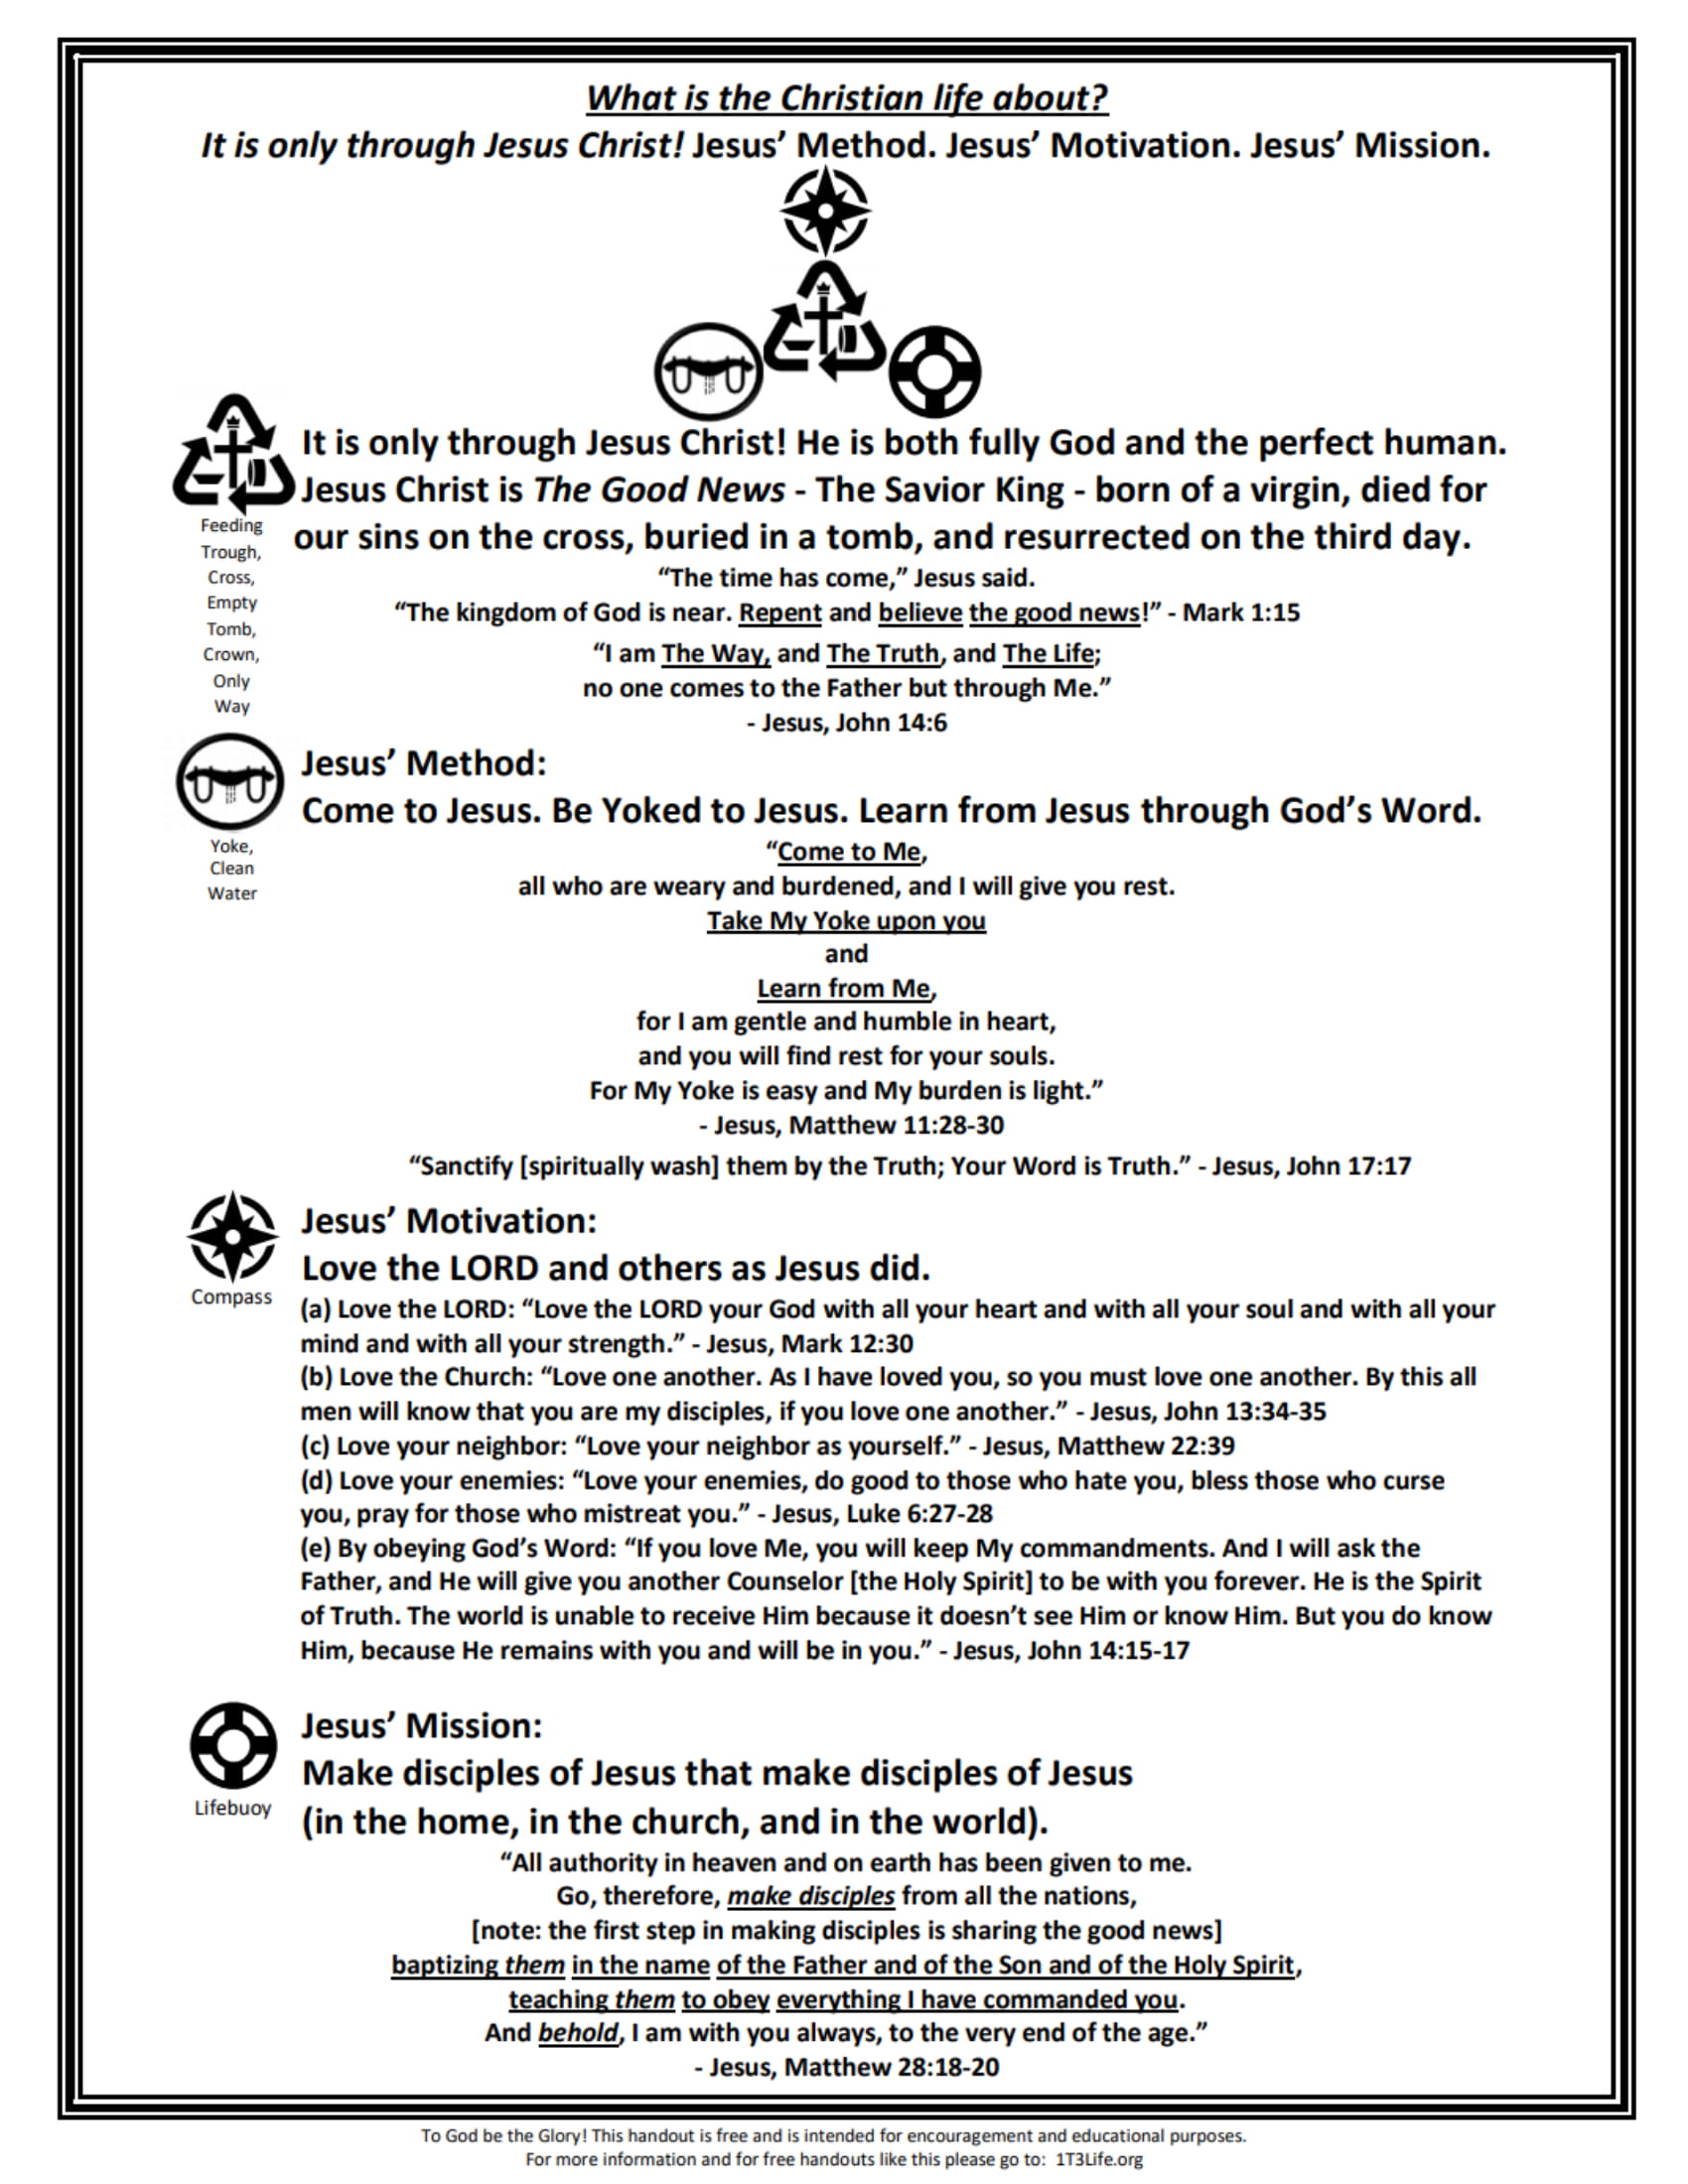 What is the Christian life about?
It is only through Jesus Christ! Jesus’ Method. Jesus’ Motivation. Jesus’ Mission.
It is only through Jesus Christ! He is both fully God and the perfect human.
Jesus Christ is The Good News - The Savior King - born of a virgin, died for
our sins on the cross, buried in a tomb, and resurrected on the third day.
Feeding
Trough,
Cross,
Empty
Tomb,
Crown,
Only
Way
“The time has come,” Jesus said.
“The kingdom of God is near. Repent and believe the good news!” - Mark 1:15
“I am The Way, and The Truth, and The Life;
no one comes to the Father but through Me.”
- Jesus, John 14:6
Jesus’ Method:
Come to Jesus. Be Yoked to Jesus. Learn from Jesus through God’s Word.
Yoke,
Clean
Water
“Come to Me,
all who are weary and burdened, and I will give you rest.
Take My Yoke upon you
and
Learn from Me,
for I am gentle and humble in heart,
and you will find rest for your souls.
For My Yoke is easy and My burden is light.”
- Jesus, Matthew 11:28-30
“Sanctify [spiritually wash] them by the Truth; Your Word is Truth.” - Jesus, John 17:17
Jesus’ Motivation:
Love the LORD and others as Jesus did.
Compass
(a) Love the LORD: “Love the LORD your God with all your heart and with all your soul and with all your
mind and with all your strength.” - Jesus, Mark 12:30
(b) Love the Church: “Love one another. As I have loved you, so you must love one another. By this all
men will know that you are my disciples, if you love one another.” - Jesus, John 13:34-35
(c) Love your neighbor: “Love your neighbor as yourself.” - Jesus, Matthew 22:39
(d) Love your enemies: “Love your enemies, do good to those who hate you, bless those who curse
you, pray for those who mistreat you.” - Jesus, Luke 6:27-28
(e) By obeying God’s Word: “If you love Me, you will keep My commandments. And I will ask the
Father, and He will give you another Counselor [the Holy Spirit] to be with you forever. He is the Spirit
of Truth. The world is unable to receive Him because it doesn’t see Him or know Him. But you do know
Him, because He remains with you and will be in you.” - Jesus, John 14:15-17
Jesus’ Mission:
Make disciples of Jesus that make disciples of Jesus
(in the home, in the church, and in the world).
Lifebuoy
“All authority in heaven and on earth has been given to me.
Go, therefore, make disciples from all the nations,
[note: the first step in making disciples is sharing the good news]
baptizing them in the name of the Father and of the Son and of the Holy Spirit,
teaching them to obey everything I have commanded you.
And behold, I am with you always, to the very end of the age.”
- Jesus, Matthew 28:18-20
To God be the Glory! This handout is free and is intended for encouragement and educational purposes.
For more information and for free handouts like this please go to: 1T3Life.org